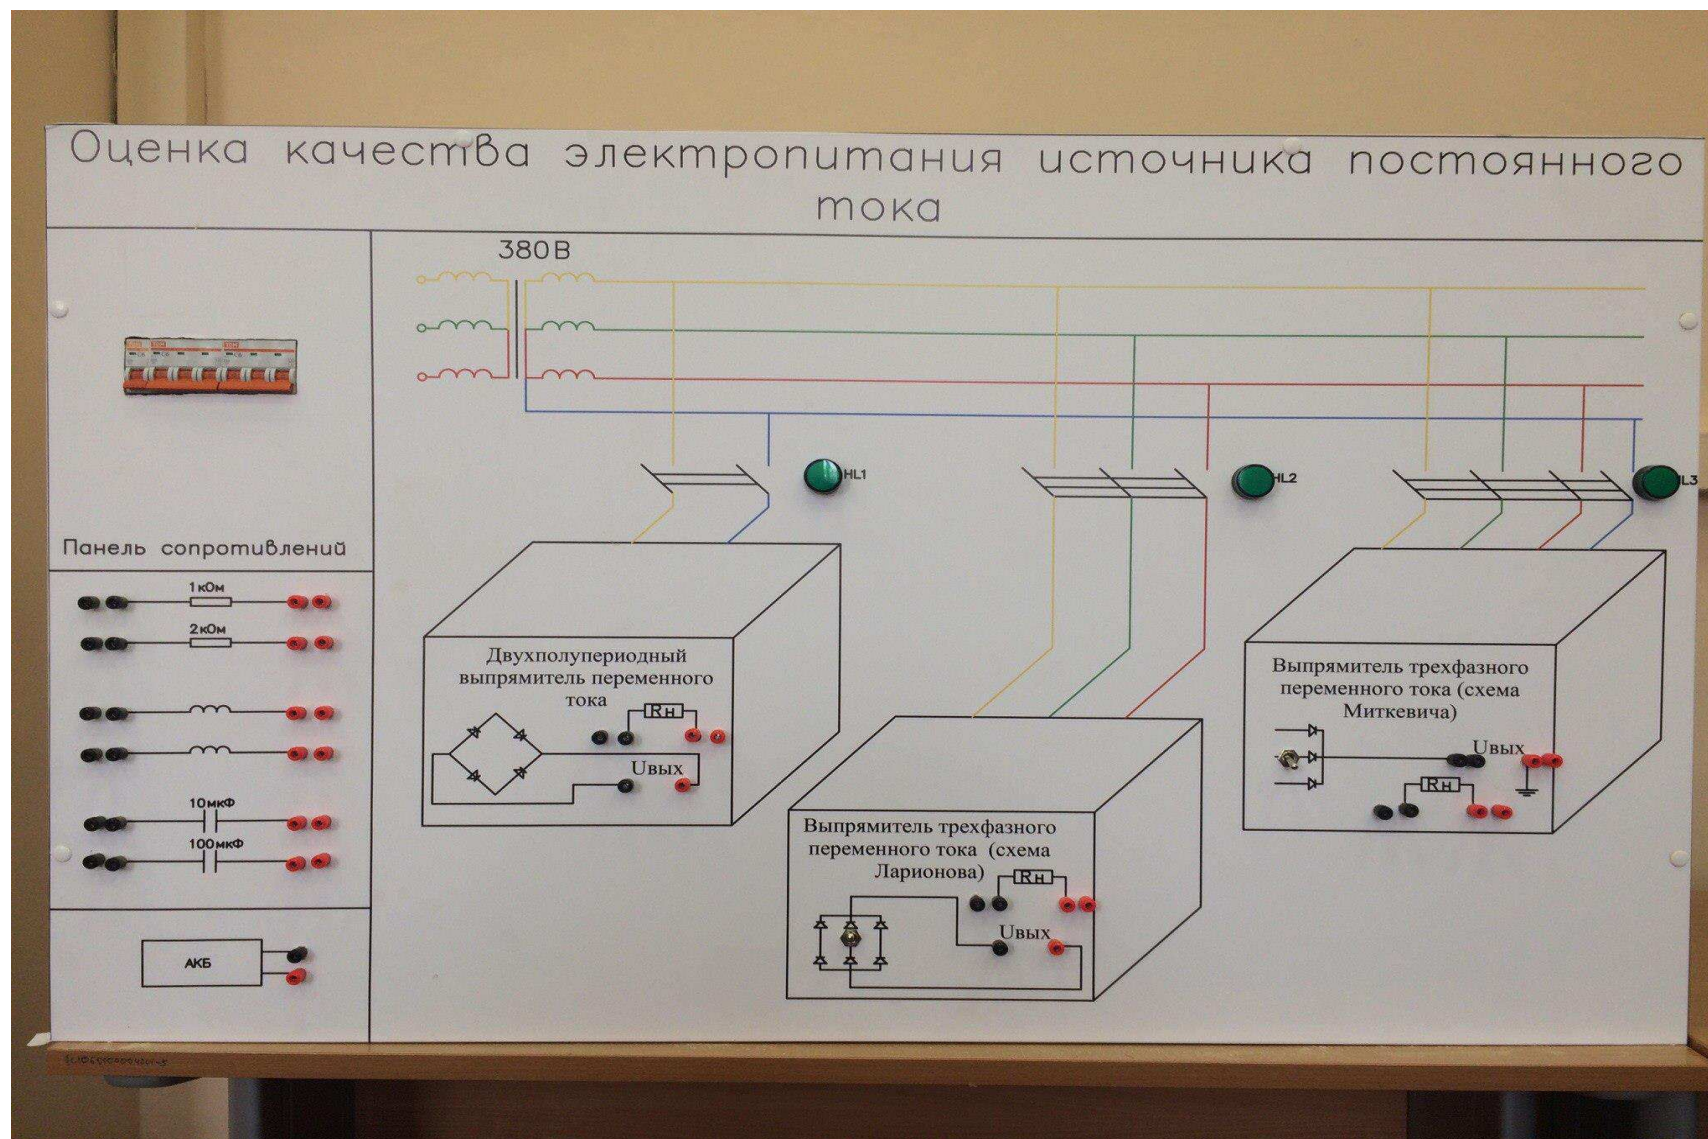 Оценка качества электропитания источника постоянного
тока
380В
HL1
HL2
L3
Панель сопротивлений
1кОм
2кОм
10мкФ
100мкФ
АКБ
Двухполупериодный
выпрямитель переменного
тока
Rн
Uвых
Выпрямитель трехфазного
переменного тока (схема
Ларионова)
Rн
Uвых
Выпрямитель трехфазного
переменного тока (схема
Миткевича)
Uвых
Rн